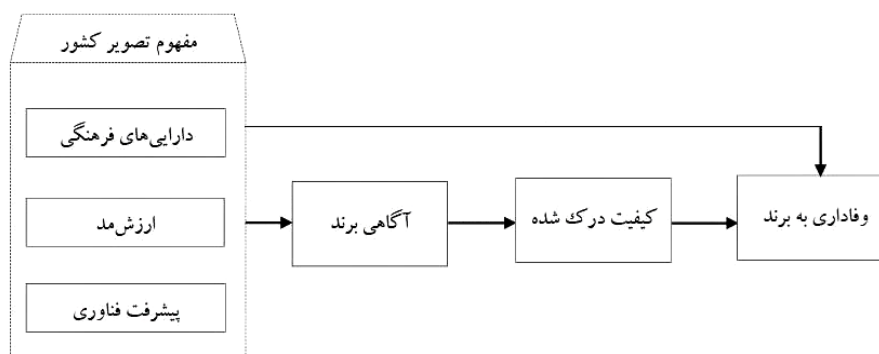 مفهوم تصویر کشور
دارایی‌های فرهنگی
ارزش‌مد
آگاهی برند
کیفیت درک شده
وفاداری به برند
پیشرفت فناوری